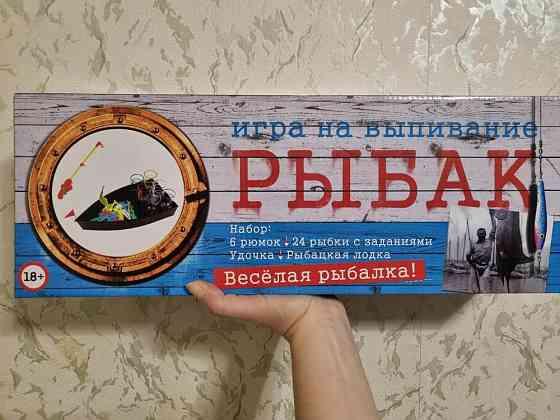 игра на выпивание
РЫБАК
Набор:
6 рюмок 24 рыбки с заданиями
Удочка Рыбацкая лодка
Весёлая рыбалка!
18+